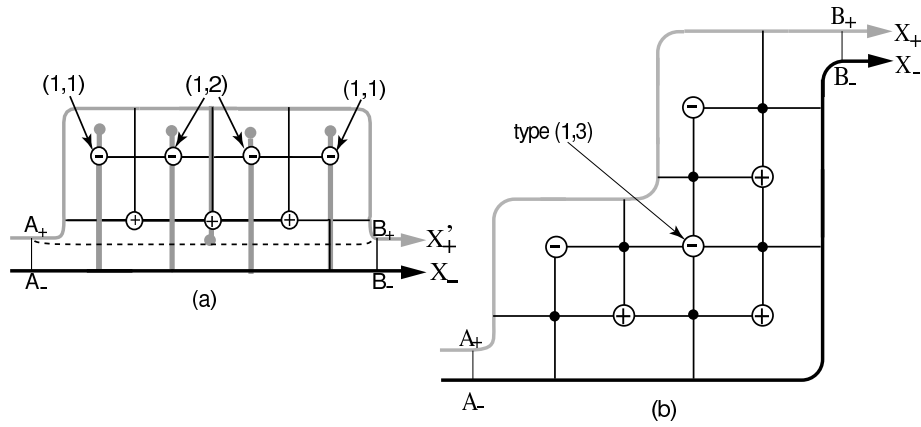 (1,1)
(1,2)
(1,1)
A₊
B₊
X₊'
A₋
B₋
X₋
(a)
B₊
X₊
B₋
X₋
type (1,3)
A₊
A₋
(b)